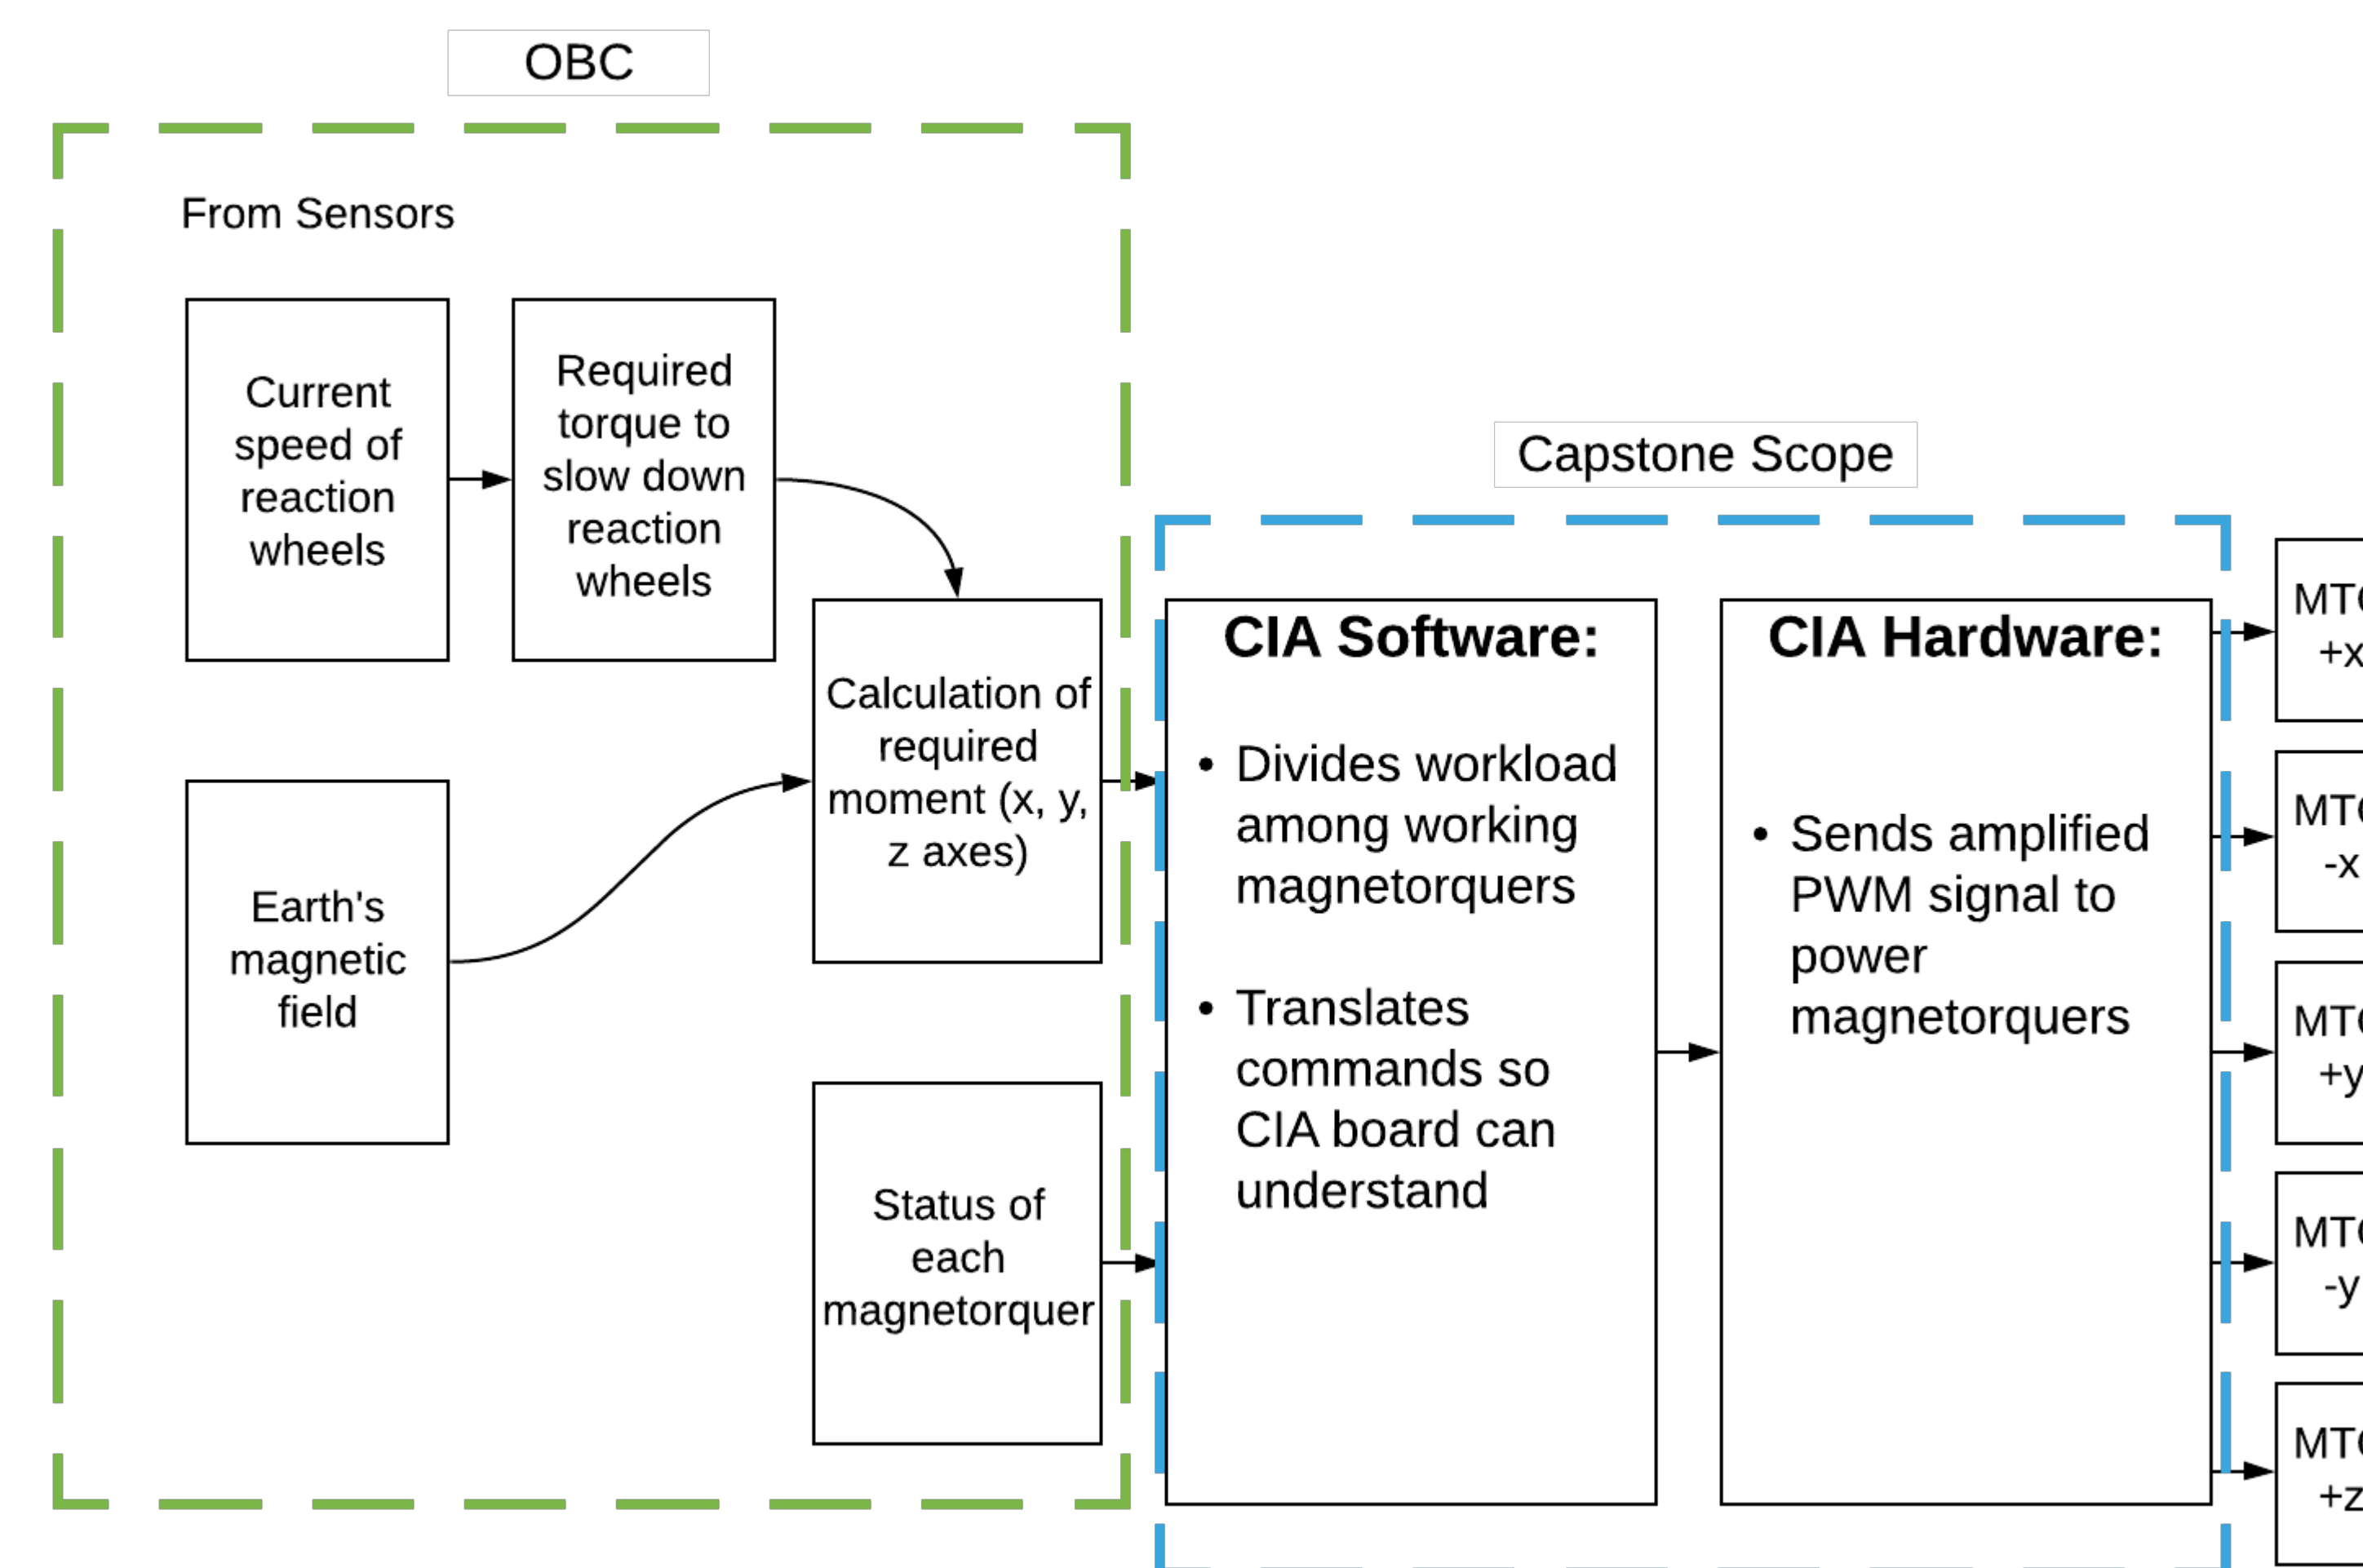 OBC
From Sensors
Current
speed of
reaction
wheels
Required
torque to
slow down
reaction
wheels
Earth's
magnetic
field
Calculation of
required
moment (x, y,
z axes)
Status of
each
magnetorquer
Capstone Scope
CIA Software:
• Divides workload
among working
magnetorquers
• Translates
commands so
CIA board can
understand
CIA Hardware:
• Sends amplified
PWM signal to
power
magnetorquers
+x
-x
+y
-y
+z